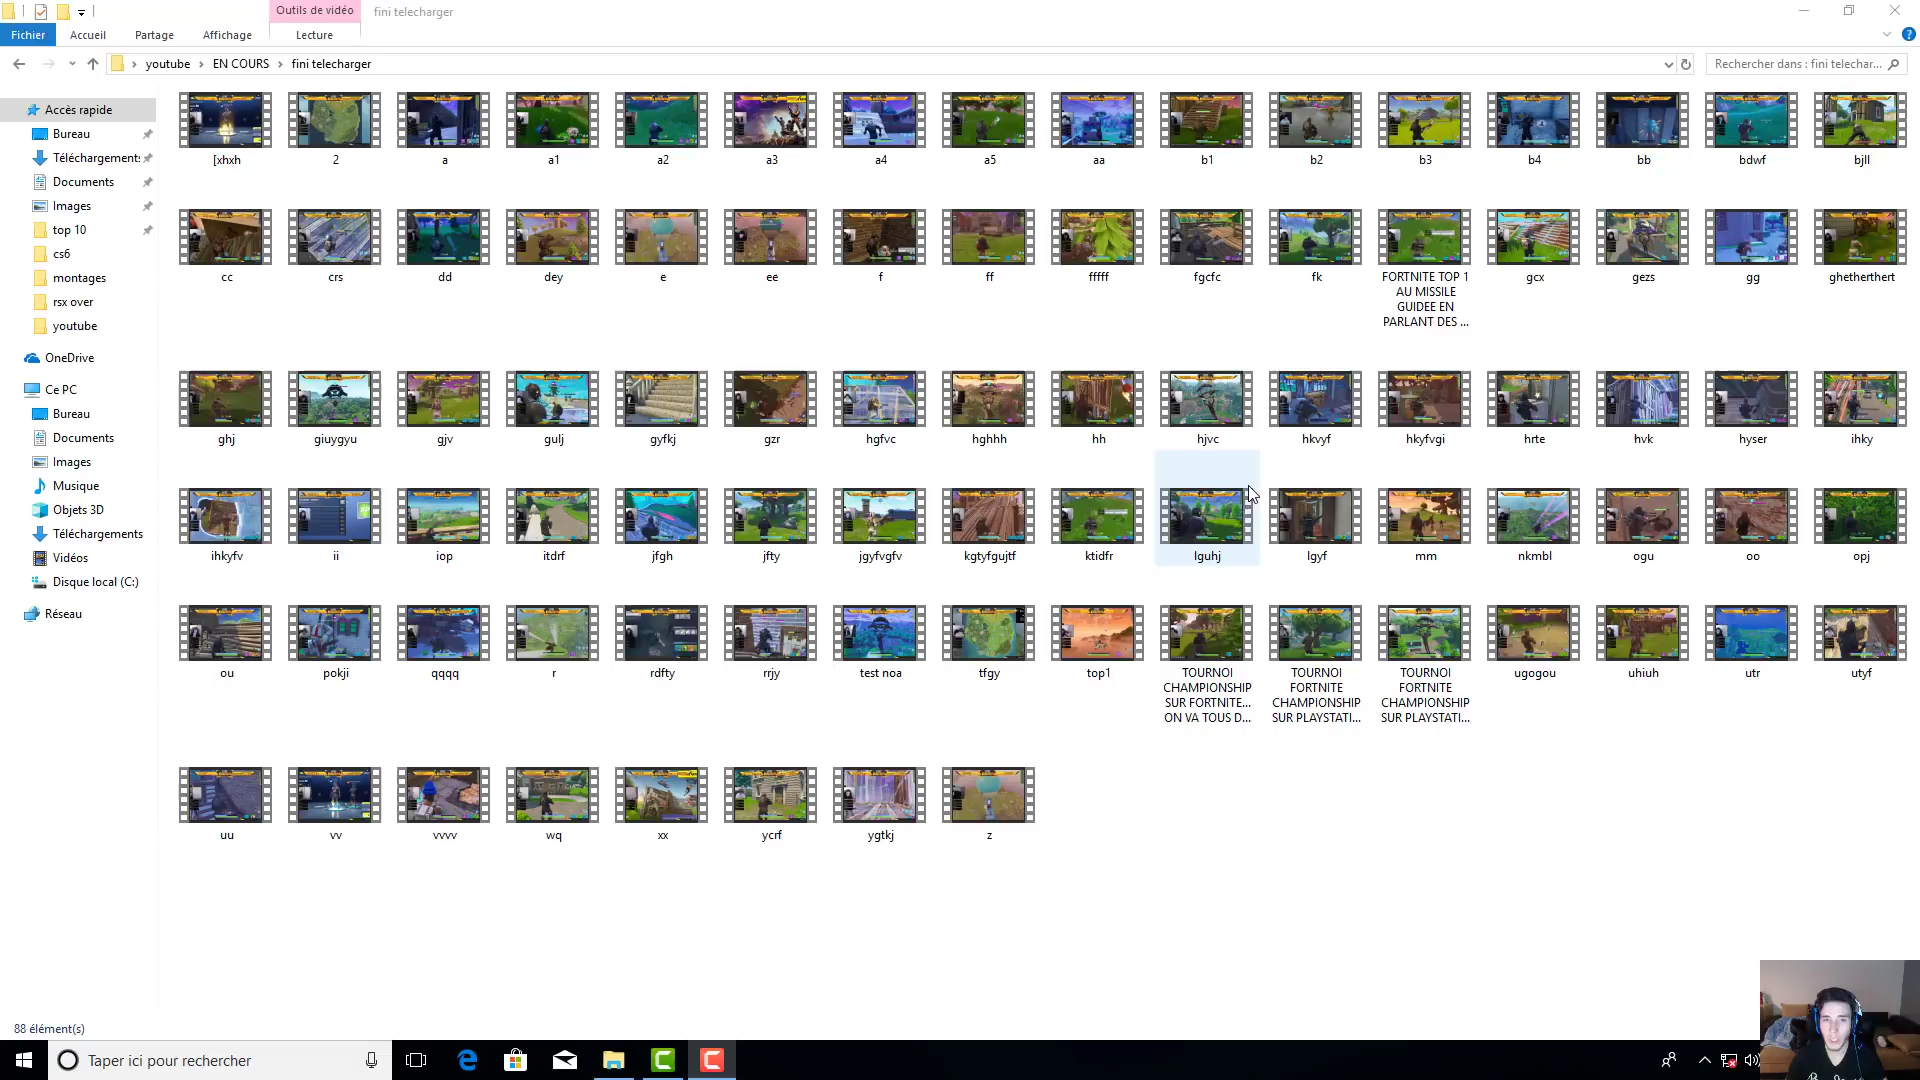 Outils de vidéo
fini telecharger
Fichier
Accueil
Partage
Affichage
Lecture
youtube
EN COURS
fini telecharger
Rechercher dans : fini telechar...
Accès rapide
Bureau
Téléchargements
Documents
Images
top 10
cs6
montages
rsx over
youtube
OneDrive
Ce PC
Bureau
Documents
Images
Musique
Objets 3D
Téléchargements
Vidéos
Disque local (C:)
Réseau
[xhxh
2
a
a1
a2
a3
a4
a5
aa
b1
b2
b3
b4
bb
bdwf
bjll
cc
crs
dd
dey
e
ee
f
ff
fffff
fgcfc
fk
FORTNITE TOP 1
AU MISSILE
GUIDEE EN
PARLANT DES ...
gcx
gezs
gg
ghetherthert
ghj
giuygyu
gjv
gulj
gyfkj
gzr
hgfvc
hghhh
hh
hjvc
hkvyf
hkyfvgi
hrte
hvk
hyser
ihky
ihkyfv
ii
iop
itdrf
jfgh
jfty
jgyfvgfv
kgtyfgujtf
ktidfr
lguhj
lgyf
mm
nkmbl
ogu
oo
opj
ou
pokji
qqqq
r
rdfty
rrjy
test noa
tfgy
top1
TOURNOI
CHAMPIONSHIP
SUR FORTNITE...
ON VA TOUS D...
TOURNOI
FORTNITE
CHAMPIONSHIP
SUR PLAYSTATI...
TOURNOI
FORTNITE
CHAMPIONSHIP
SUR PLAYSTATI...
ugogou
uhiuh
utr
utyf
uu
vv
vvvv
wq
xx
ycrf
ygtkj
z
88 élément(s)
Taper ici pour rechercher